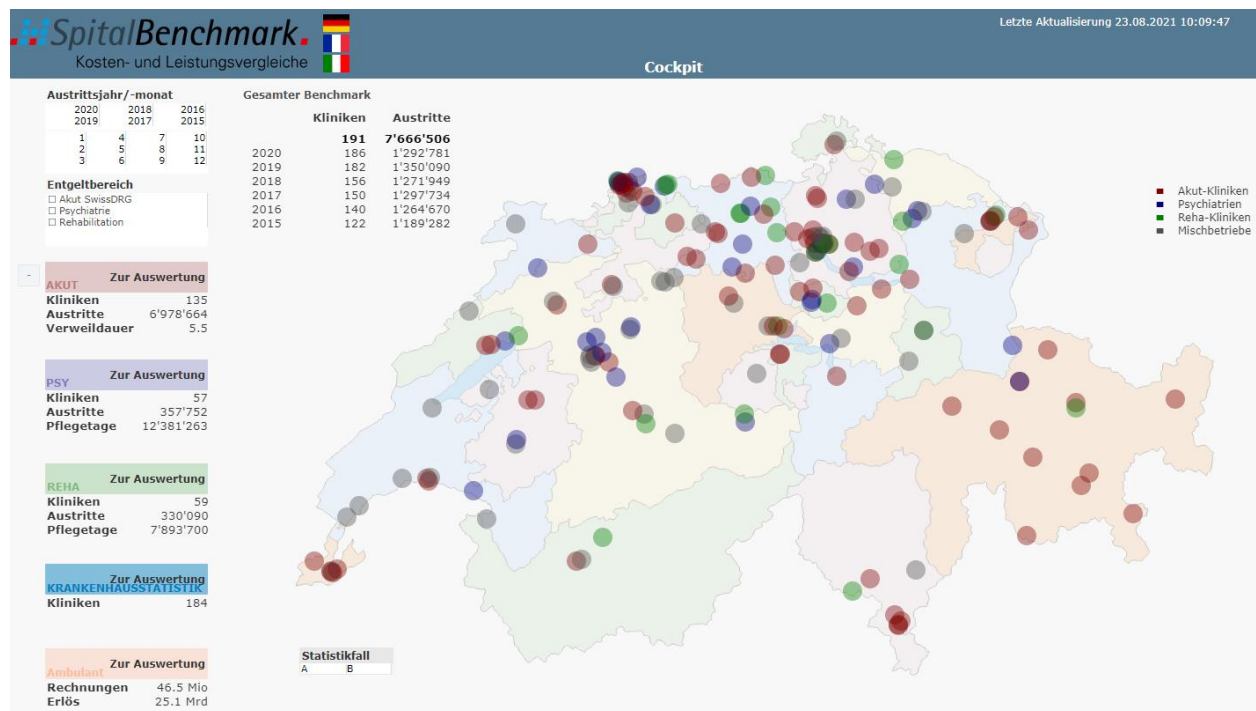 SpitalBenchmark.
Kosten- und Leistungsvergleiche
Letzte Aktualisierung 23.08.2021 10:09:47
Cockpit
Austrittsjahr/-monat
2020 2018 2016
2019 2017 2015
1 4 7 10
2 5 8 11
3 6 9 12
Entgeltbereich
Akut SwissDRG
Psychiatrie
Rehabilitation
Gesamter Benchmark
Kliniken Austritte
191 7'666'506
2020 186 1'292'781
2019 182 1'350'090
2018 156 1'271'949
2017 150 1'297'734
2016 140 1'264'670
2015 122 1'189'282
Akut-Kliniken
Psychiatrien
Reha-Kliniken
Mischbetriebe
-
Zur Auswertung
AKUT
Kliniken 135
Austritte 6'978'664
Verweildauer 5.5
Zur Auswertung
PSY
Kliniken 57
Austritte 357'752
Pflegetage 12'381'263
Zur Auswertung
REHA
Kliniken 59
Austritte 330'090
Pflegetage 7'893'700
Zur Auswertung
KRANKENHAUSSTATISTIK
Kliniken 184
Zur Auswertung
Ambulant
Rechnungen 46.5 Mio
Erlös 25.1 Mrd
Statistikfall
A B